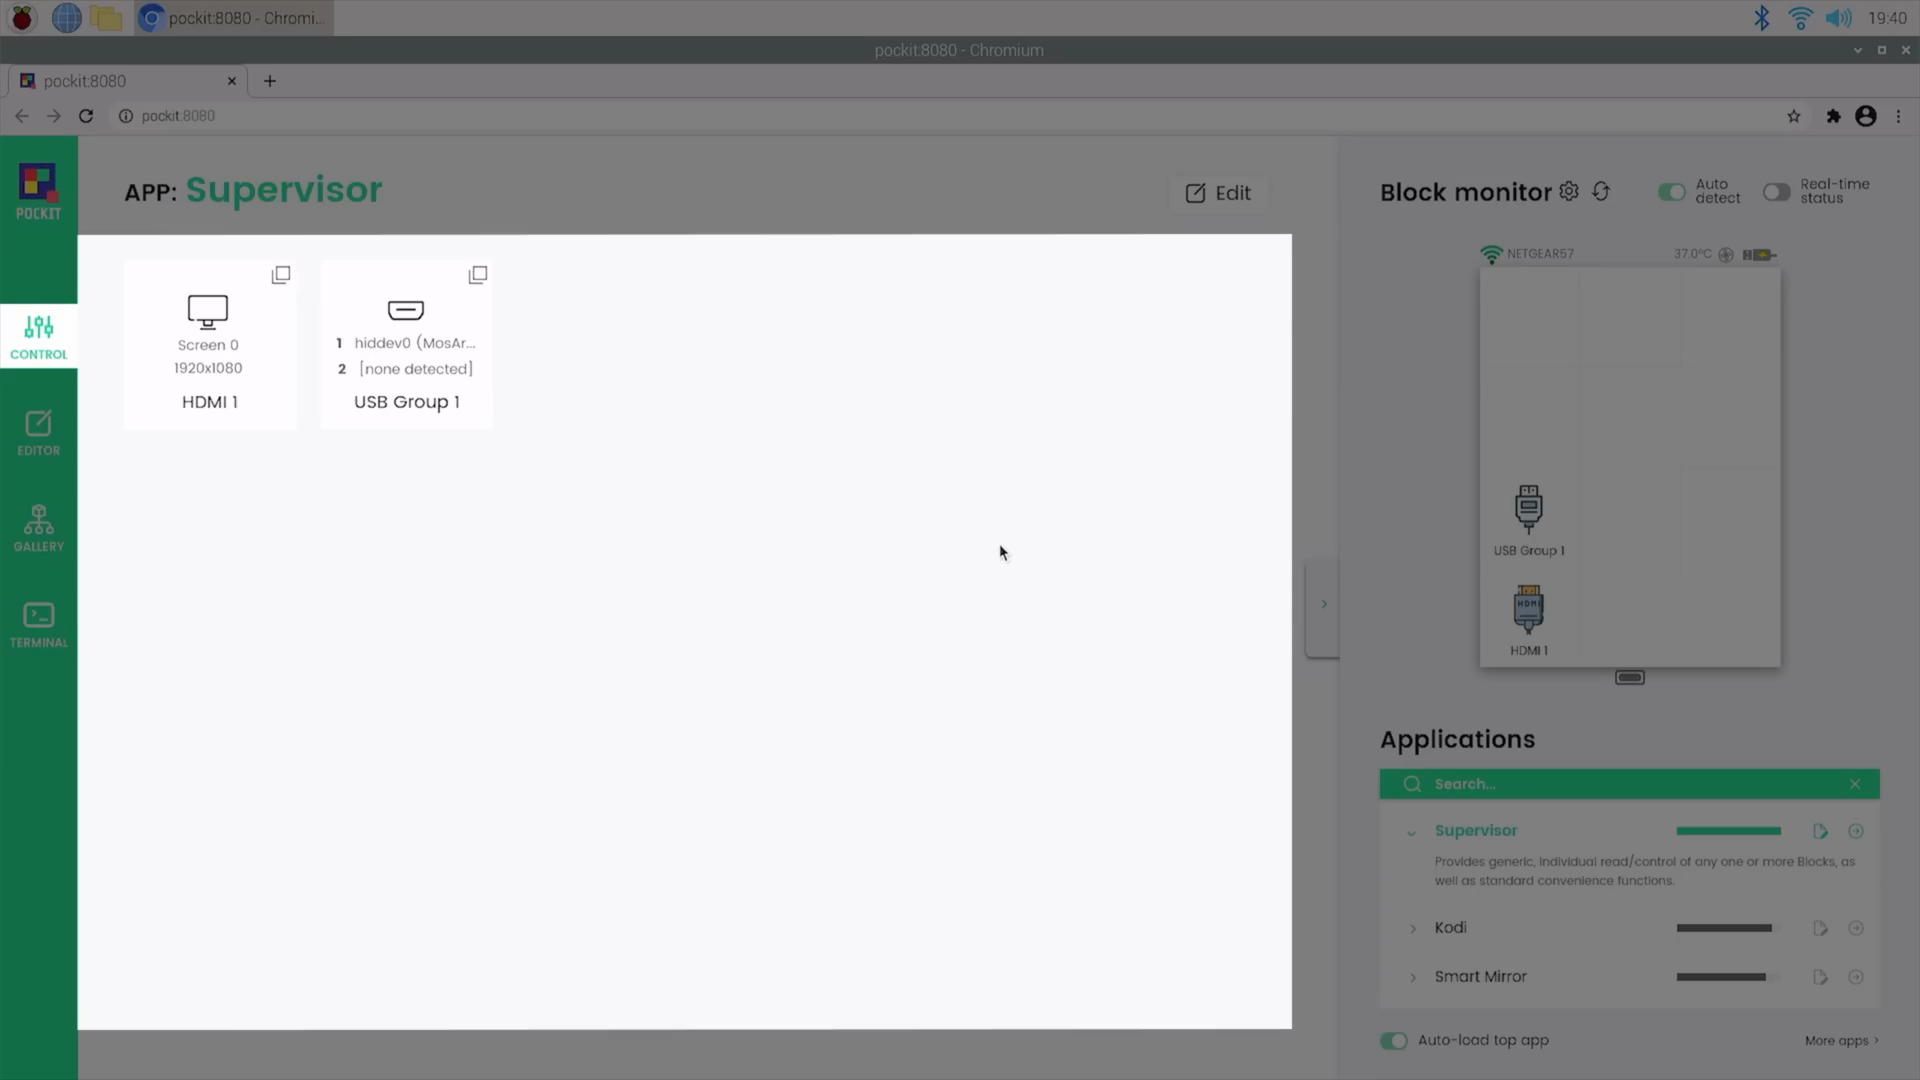 pockit:8080 - Chromi...
19:40
pockit:8080 - Chromium
pockit:8080
pockit:8080
POCKIT
CONTROL
EDITOR
GALLERY
TERMINAL
APP: Supervisor
Edit
Screen 0
1920x1080
HDMI 1
1 hiddev0 (MosAr...
2 [none detected]
USB Group 1
Block monitor
Auto detect
Real-time status
NETGEAR57
37.0°C
USB Group 1
HDMI
HDMI 1
Applications
Search...
Supervisor
Provides generic, individual read/control of any one or more Blocks, as
well as standard convenience functions.
Kodi
Smart Mirror
Auto-load top app
More apps